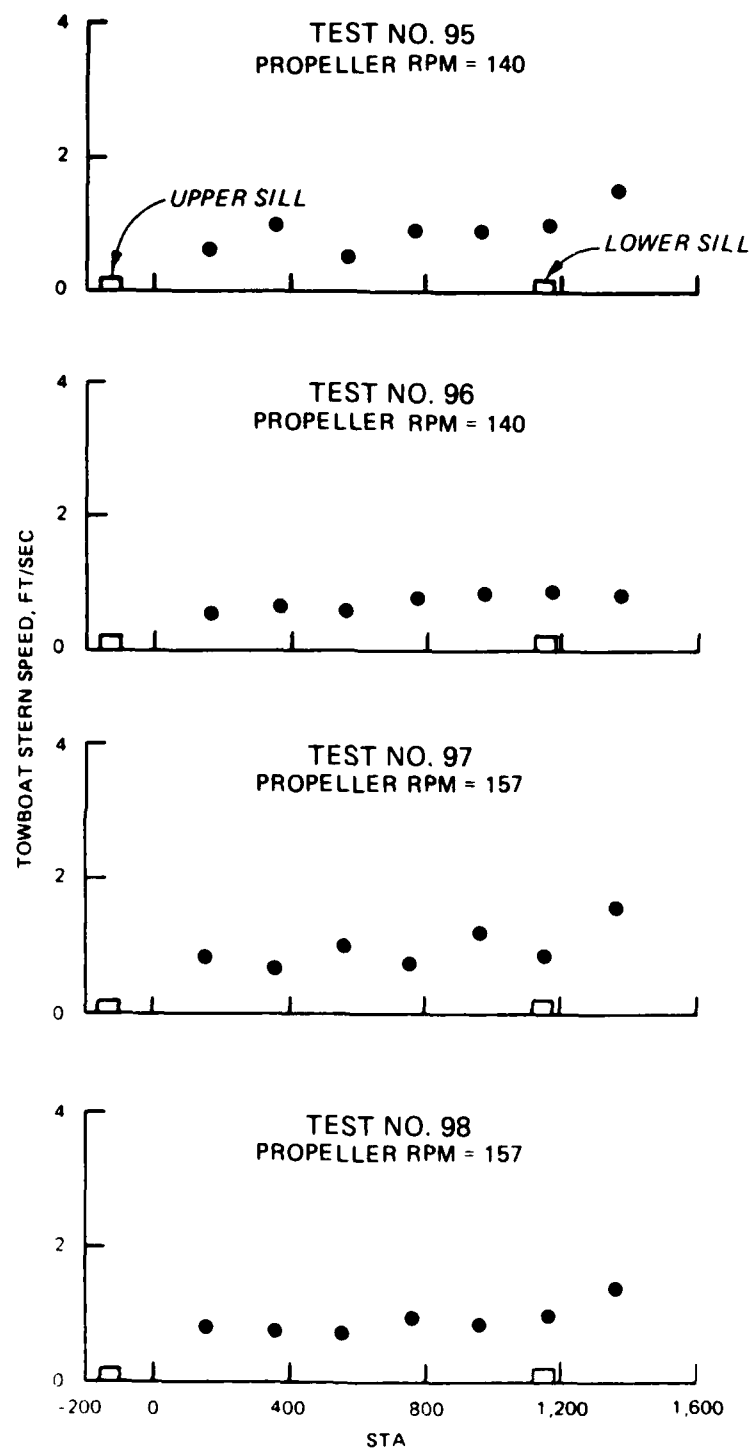 4
TEST NO. 95
PROPELLER RPM = 140
2
UPPER SILL
LOWER SILL
0
4
TEST NO. 96
PROPELLER RPM = 140
2
0
TOWBOAT STERN SPEED, FT/SEC
4
TEST NO. 97
PROPELLER RPM = 157
2
0
4
TEST NO. 98
PROPELLER RPM = 157
2
0
-200 0 400 800 1,200 1,600
STA